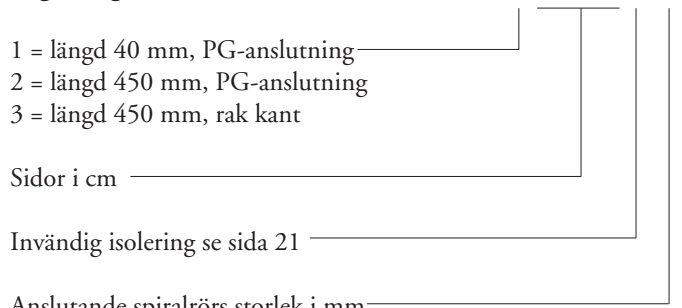 1 = längd 40 mm, PG-anslutning
2 = längd 450 mm, PG-anslutning
3 = längd 450 mm, rak kant
Sidor i cm
Invändig isolering se sida 21
Anslutande spiralrörs storlek i mm